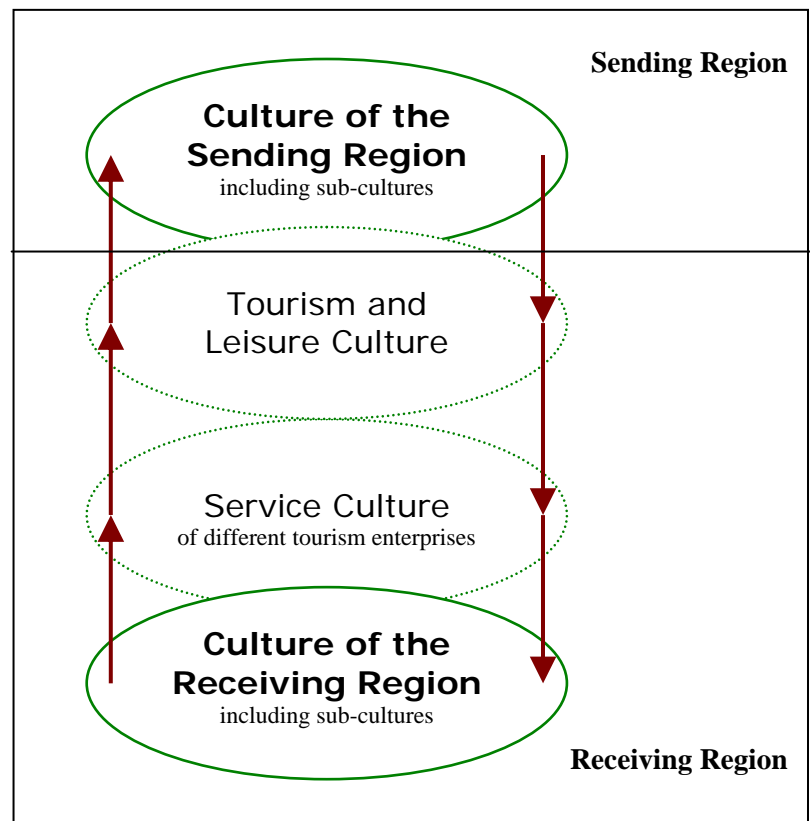 Sending Region
Culture of the
Sending Region
including sub-cultures
Tourism and
Leisure Culture
Service Culture
of different tourism enterprises
Culture of the
Receiving Region
including sub-cultures
Receiving Region